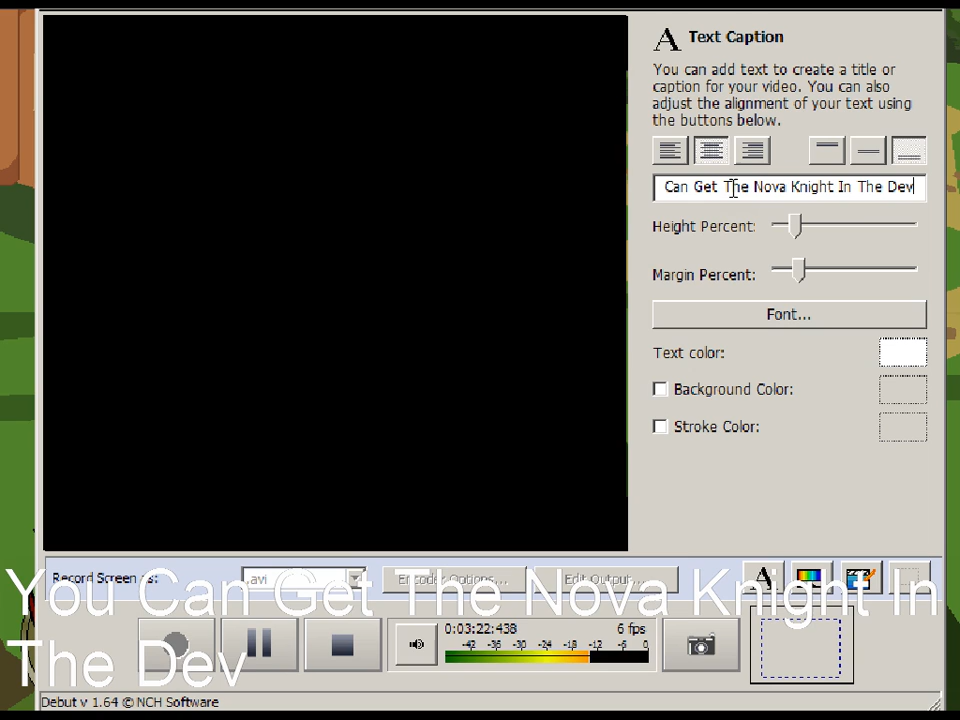 A Text Caption
You can add text to create a title or
caption for your video. You can also
adjust the alignment of your text using
the buttons below.
Can Get The Nova Knight In The Dev
Height Percent:
Margin Percent:
Font...
Text color:
Background Color:
Stroke Color:
Record Screen as:
.avi
Encoder Options...
Edit Output...
A
You Can Get The Nova Knight In
The Dev
0:03:22:438
6 fps
-42 -36 -30 -24 -18 -12 -6 0
Debut v 1.64 © NCH Software